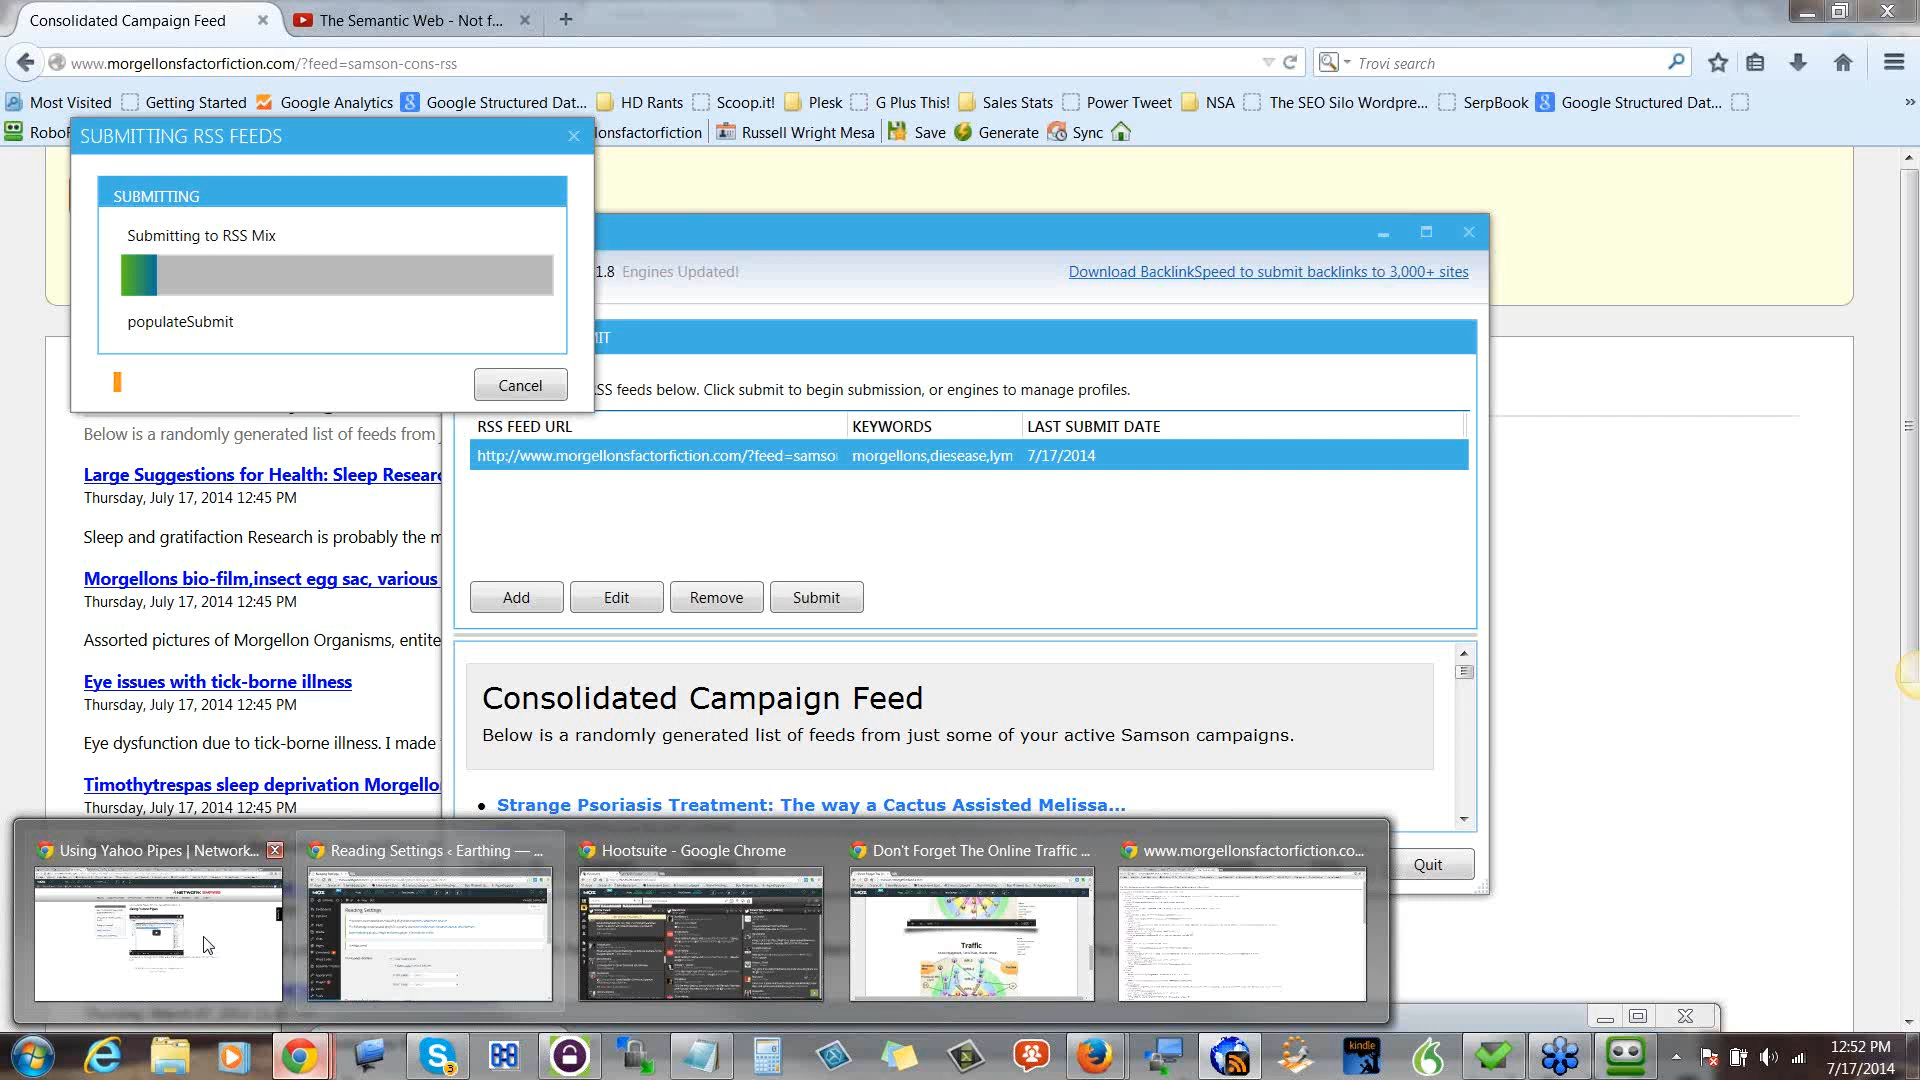 Consolidated Campaign Feed
The Semantic Web - Not f...
www.morgellonsfactorfiction.com/?feed=samson-cons-rss
Trovi search
Most Visited Getting Started Google Analytics Google Structured Dat... HD Rants Scoop.it! Plesk G Plus This! Sales Stats Power Tweet NSA The SEO Silo Wordpre... SerpBook Google Structured Dat...
RoboF
onsfactorfiction Russell Wright Mesa Save Generate Sync
SUBMITTING RSS FEEDS
SUBMITTING
Submitting to RSS Mix
populateSubmit
Cancel
1.8 Engines Updated!
Download BacklinkSpeed to submit backlinks to 3,000+ sites
MIT
SS feeds below. Click submit to begin submission, or engines to manage profiles.
RSS FEED URL KEYWORDS LAST SUBMIT DATE
http://www.morgellonsfactorfiction.com/?feed=samso morgellons,diesease,lym 7/17/2014
Add Edit Remove Submit
Consolidated Campaign Feed
Below is a randomly generated list of feeds from just some of your active Samson campaigns.
Strange Psoriasis Treatment: The way a Cactus Assisted Melissa...
Quit
Below is a randomly generated list of feeds from
Large Suggestions for Health: Sleep Researc
Thursday, July 17, 2014 12:45 PM
Sleep and gratifaction Research is probably the m
Morgellons bio-film,insect egg sac, various
Thursday, July 17, 2014 12:45 PM
Assorted pictures of Morgellon Organisms, entite
Eye issues with tick-borne illness
Thursday, July 17, 2014 12:45 PM
Eye dysfunction due to tick-borne illness. I made
Timothytrespas sleep deprivation Morgello
Thursday, July 17, 2014 12:45 PM
Using Yahoo Pipes | Network...
Reading Settings ‹ Earthing — ...
Hootsuite - Google Chrome
Don't Forget The Online Traffic ...
www.morgellonsfactorfiction.co...
Reading Settings
Traffic
kindle
3
12:52 PM
7/17/2014